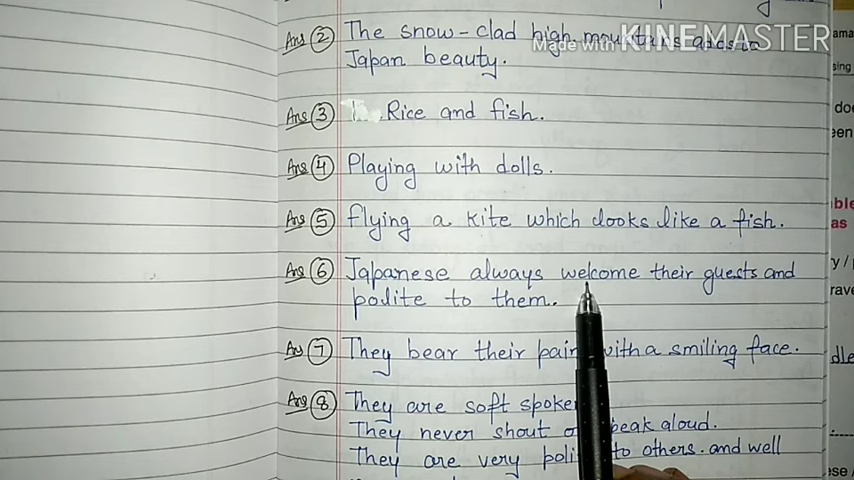 Ans 2 The snow-clad high mountains adds to
Made with KINEMASTER
Japan beauty.
Ans 3 Rice and fish.
Ans 4 Playing with dolls.
Ans 5 flying a kite which looks like a fish.
Ans 6 Japanese always welcome their guests and
polite to them.
Ans 7 They bear their pain with a smiling face.
Ans 8 They are soft spoken
They never shout or speak aloud.
They are very polite to others. and well